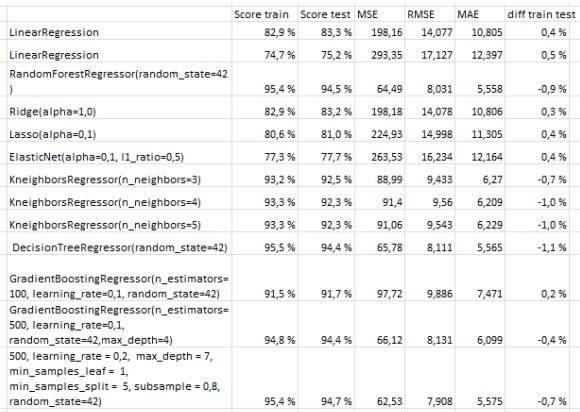 Score train Score test MSE RMSE MAE diff train test
LinearRegression 82,9 % 83,3 % 198,16 14,077 10,805 0,4 %
LinearRegression 74,7 % 75,2 % 293,35 17,127 12,397 0,5 %
RandomForestRegressor(random_state=42
) 95,4 % 94,5 % 64,49 8,031 5,558 -0,9 %
Ridge(alpha=1,0) 82,9 % 83,2 % 198,18 14,078 10,806 0,3 %
Lasso(alpha=0,1) 80,6 % 81,0 % 224,93 14,998 11,305 0,4 %
ElasticNet(alpha=0,1, l1_ratio=0,5) 77,3 % 77,7 % 263,53 16,234 12,164 0,4 %
KneighborsRegressor(n_neighbors=3) 93,2 % 92,5 % 88,99 9,433 6,27 -0,7 %
KneighborsRegressor(n_neighbors=4) 93,3 % 92,3 % 91,4 9,56 6,209 -1,0 %
KneighborsRegressor(n_neighbors=5) 93,3 % 92,3 % 91,06 9,543 6,229 -1,0 %
DecisionTreeRegressor(random_state=42) 95,5 % 94,4 % 65,78 8,111 5,565 -1,1 %
GradientBoostingRegressor(n_estimators=
100, learning_rate=0,1, random_state=42) 91,5 % 91,7 % 97,72 9,886 7,471 0,2 %
GradientBoostingRegressor(n_estimators=
500, learning_rate=0,1,
random_state=42,max_depth=4) 94,8 % 94,4 % 66,12 8,131 6,099 -0,4 %
500, learning_rate = 0,2, max_depth = 7,
min_samples_leaf = 1,
min_samples_split = 5, subsample = 0,8,
random_state=42) 95,4 % 94,7 % 62,53 7,908 5,575 -0,7 %